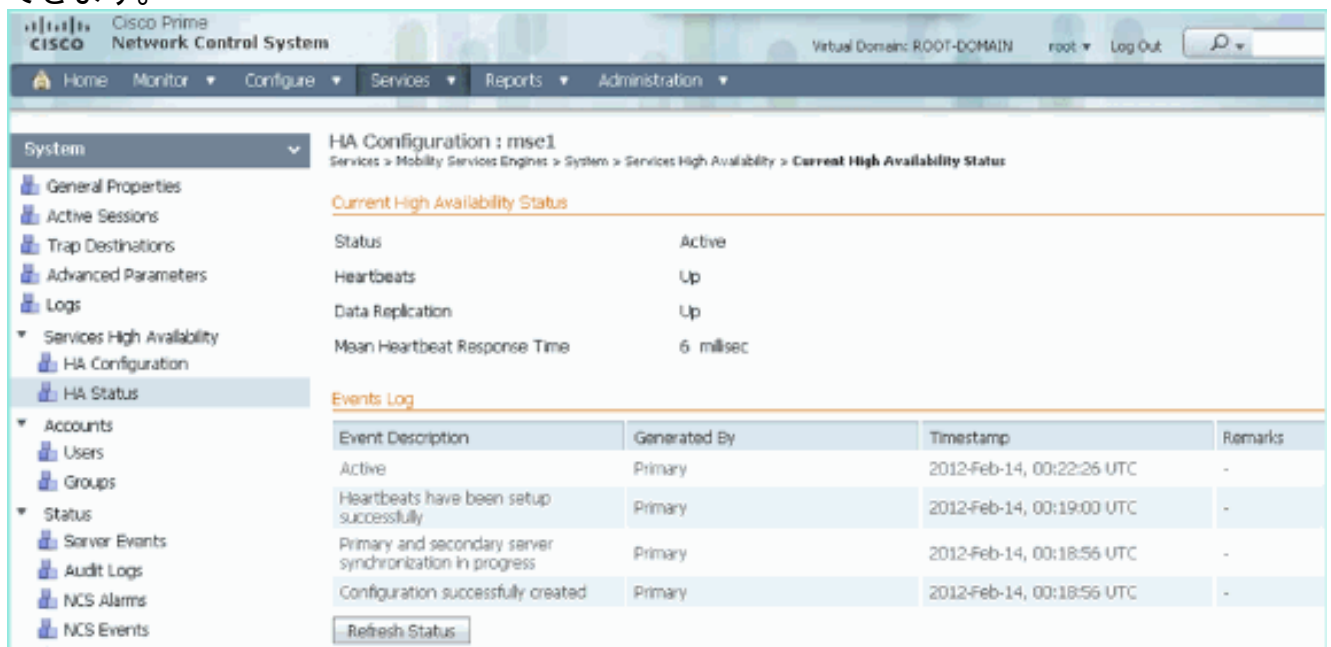 できます。
Cisco Prime
CISCO Network Control System
Virtual Domain: ROOT-DOMAIN root Log Out
Home Monitor Configure Services Reports Administration
System
General Properties
Active Sessions
Trap Destinations
Advanced Parameters
Logs
Services High Availability
HA Configuration
HA Status
Accounts
Users
Groups
Status
Server Events
Audit Logs
NCS Alarms
NCS Events
HA Configuration : mse1
Services > Mobility Services Engines > System > Services High Availability > Current High Availability Status
Current High Availability Status
Status Active
Heartbeats Up
Data Replication Up
Mean Heartbeat Response Time 6 millisec
Events Log
Event Description Generated By Timestamp Remarks
Active Primary 2012-Feb-14, 00:22:26 UTC -
Heartbeats have been setup
successfully Primary 2012-Feb-14, 00:19:00 UTC -
Primary and secondary server
synchronization in progress Primary 2012-Feb-14, 00:18:56 UTC -
Configuration successfully created Primary 2012-Feb-14, 00:18:56 UTC -
Refresh Status